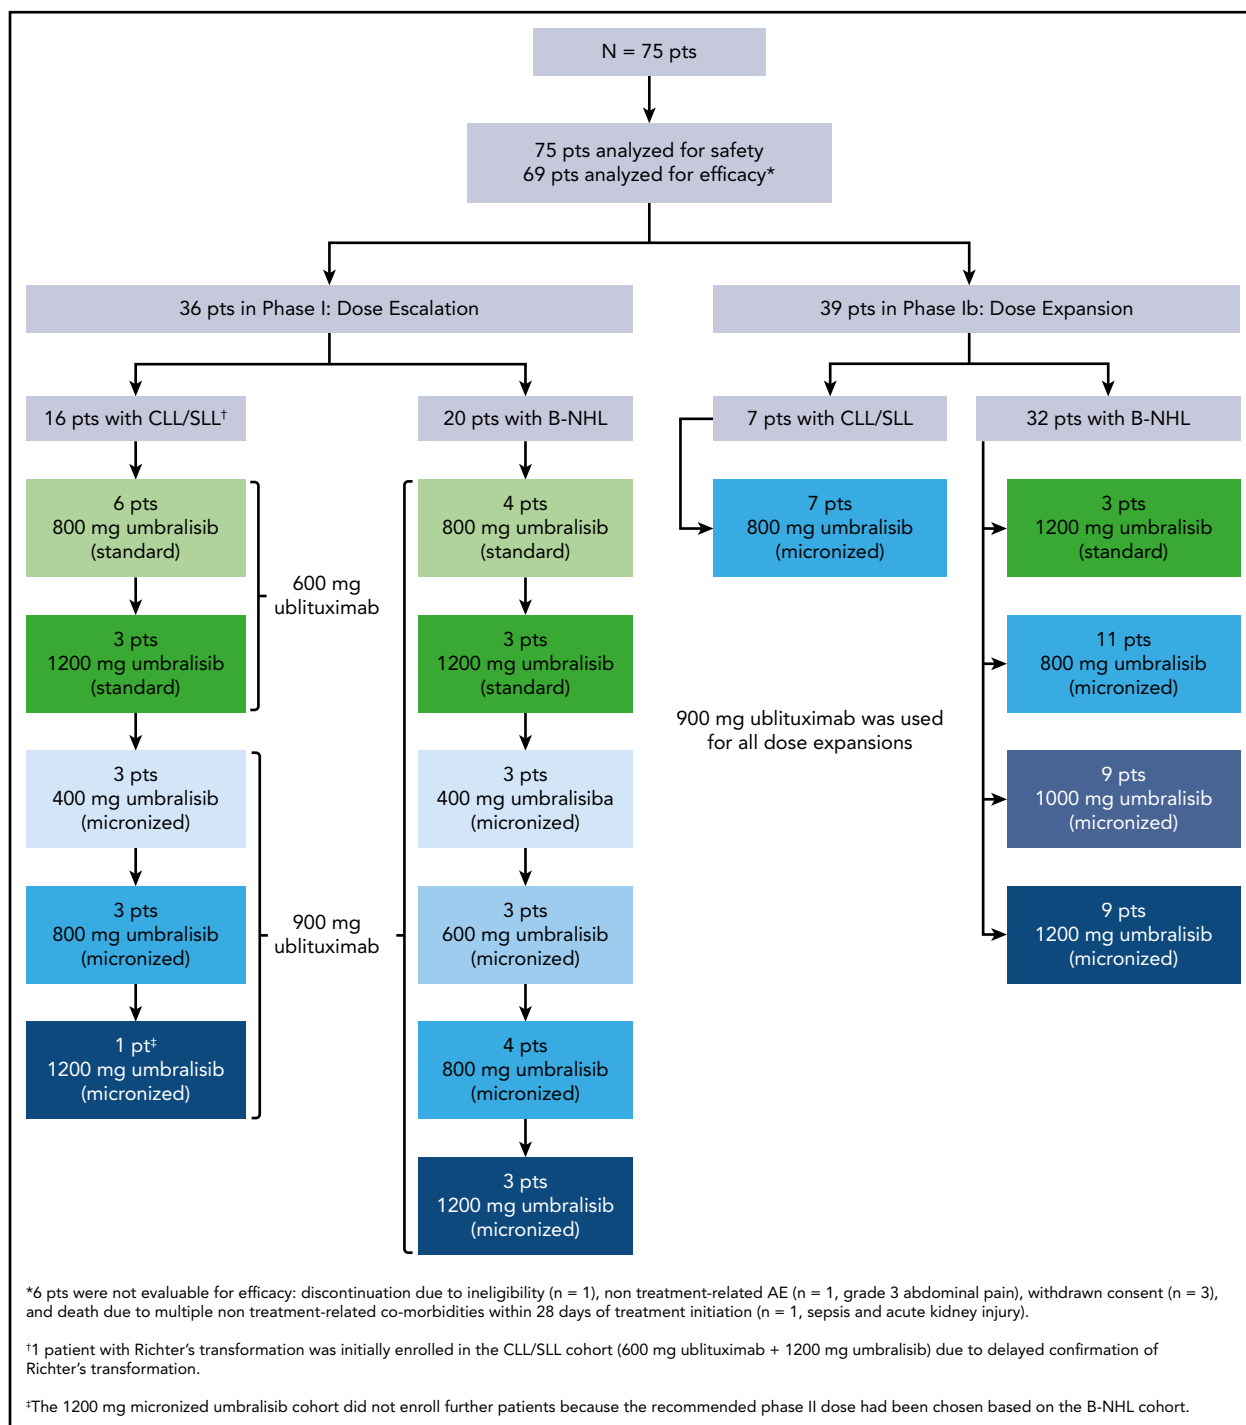 N = 75 pts
75 pts analyzed for safety
69 pts analyzed for efficacy*
36 pts in Phase I: Dose Escalation
16 pts with CLL/SLL†
6 pts
800 mg umbralisib
(standard)
3 pts
1200 mg umbralisib
(standard)
600 mg
ublituximab
3 pts
400 mg umbralisib
(micronized)
3 pts
800 mg umbralisib
(micronized)
1 pt‡
1200 mg umbralisib
(micronized)
900 mg
ublituximab
20 pts with B-NHL
4 pts
800 mg umbralisib
(standard)
3 pts
1200 mg umbralisib
(standard)
3 pts
400 mg umbralisiba
(micronized)
3 pts
600 mg umbralisib
(micronized)
4 pts
800 mg umbralisib
(micronized)
3 pts
1200 mg umbralisib
(micronized)
39 pts in Phase Ib: Dose Expansion
7 pts with CLL/SLL
7 pts
800 mg umbralisib
(micronized)
900 mg ublituximab was used
for all dose expansions
32 pts with B-NHL
3 pts
1200 mg umbralisib
(standard)
11 pts
800 mg umbralisib
(micronized)
9 pts
1000 mg umbralisib
(micronized)
9 pts
1200 mg umbralisib
(micronized)
*6 pts were not evaluable for efficacy: discontinuation due to ineligibility (n = 1), non treatment-related AE (n = 1, grade 3 abdominal pain), withdrawn consent (n = 3),
and death due to multiple non treatment-related co-morbidities within 28 days of treatment initiation (n = 1, sepsis and acute kidney injury).
†1 patient with Richter's transformation was initially enrolled in the CLL/SLL cohort (600 mg ublituximab + 1200 mg umbralisib) due to delayed confirmation of
Richter's transformation.
‡The 1200 mg micronized umbralisib cohort did not enroll further patients because the recommended phase II dose had been chosen based on the B-NHL cohort.